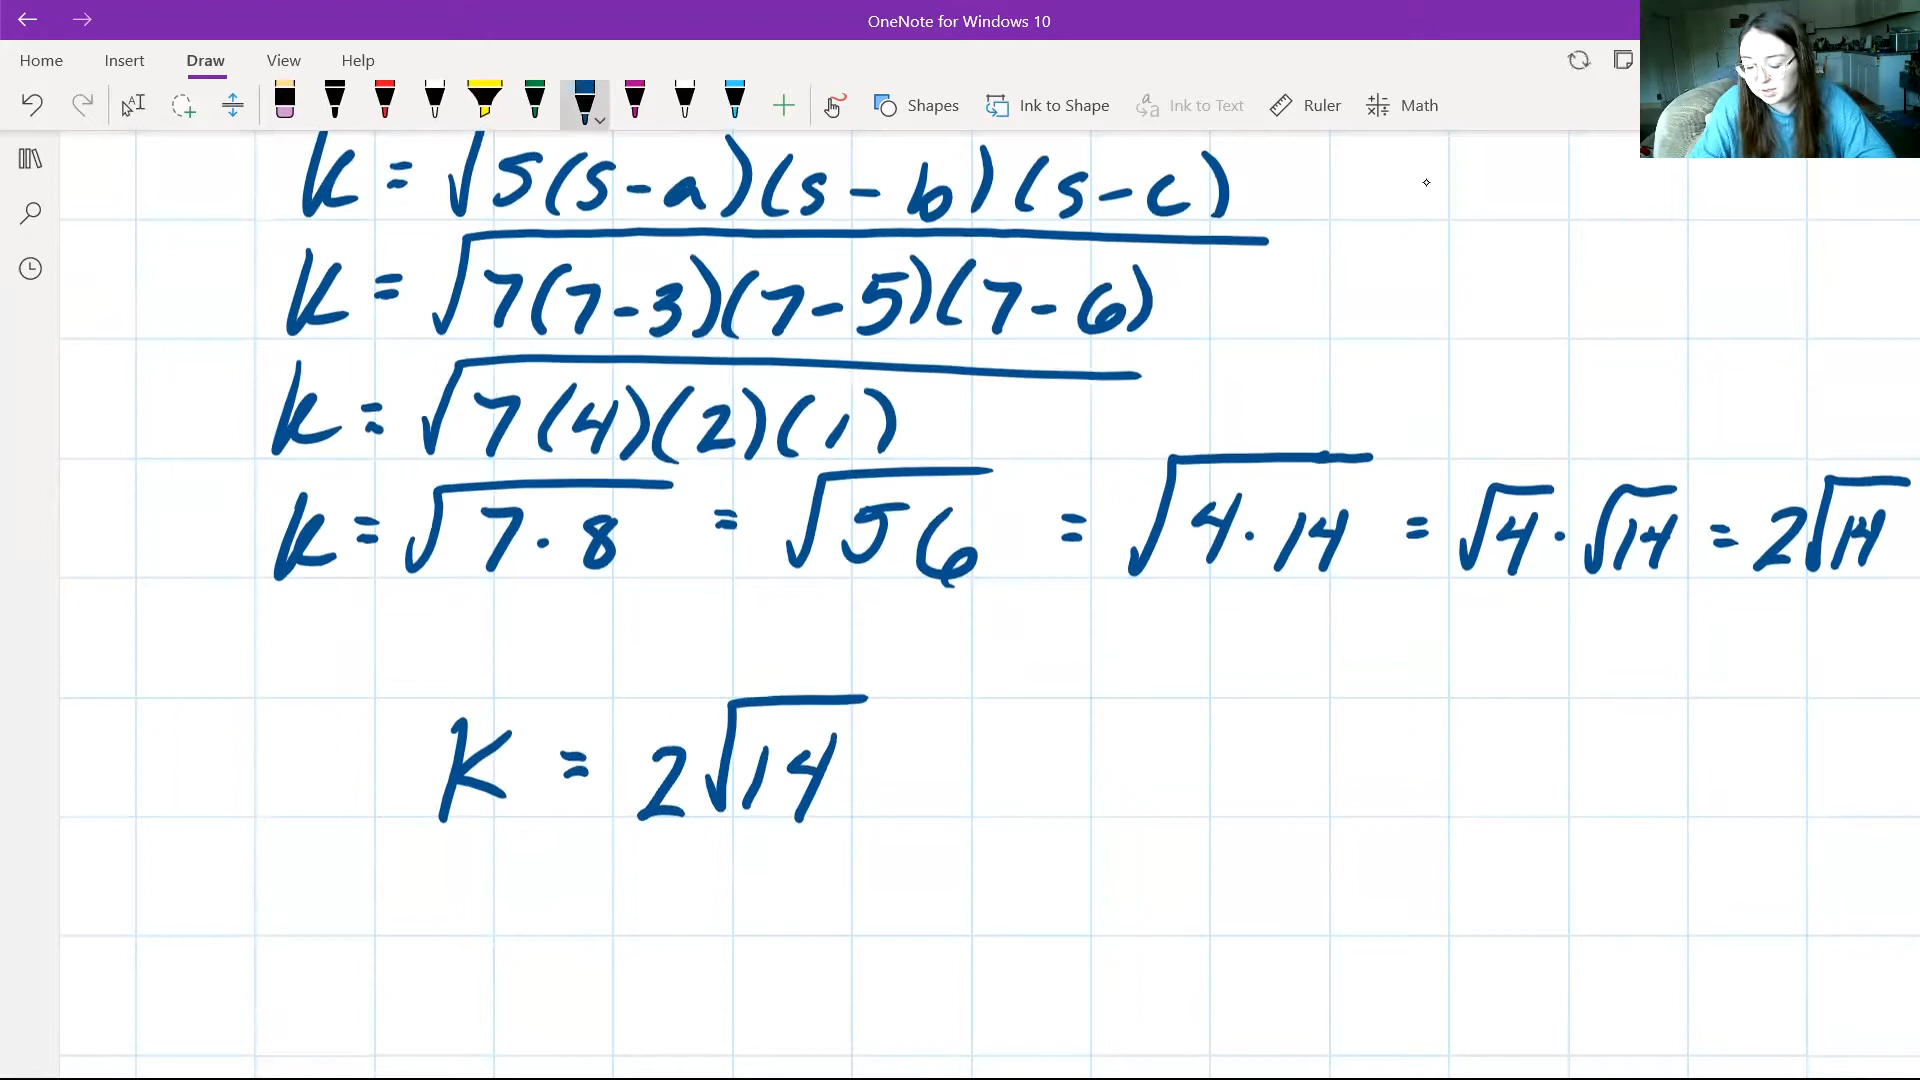 OneNote for Windows 10
Home Insert Draw View Help
Shapes Ink to Shape Ink to Text Ruler Math
K = √s(s-a)(s-b)(s-c)
K = √7(7-3)(7-5)(7-6)
K = √7(4)(2)(1)
K = √7·8 = √56 = √4·14 = √4·√14 = 2√14
K = 2√14